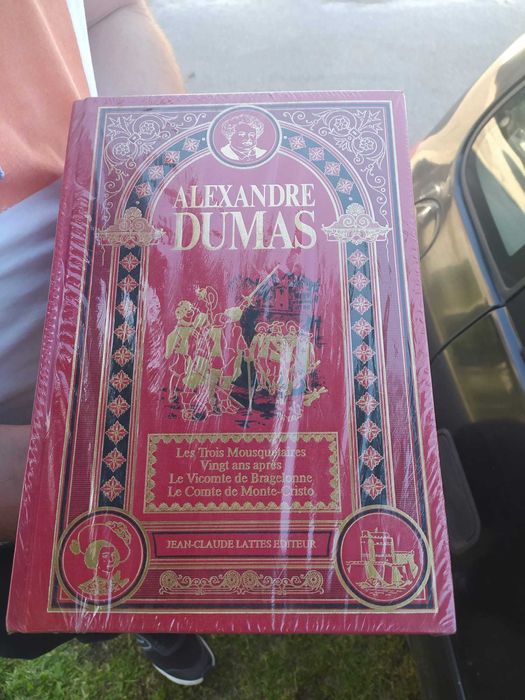 ALEXANDRE
DUMAS
Les Trois Mousquetaires
Vingt ans après
Le Vicomte de Bragelonne
Le Comte de Monte-Cristo
JEAN-CLAUDE LATTES EDITEUR